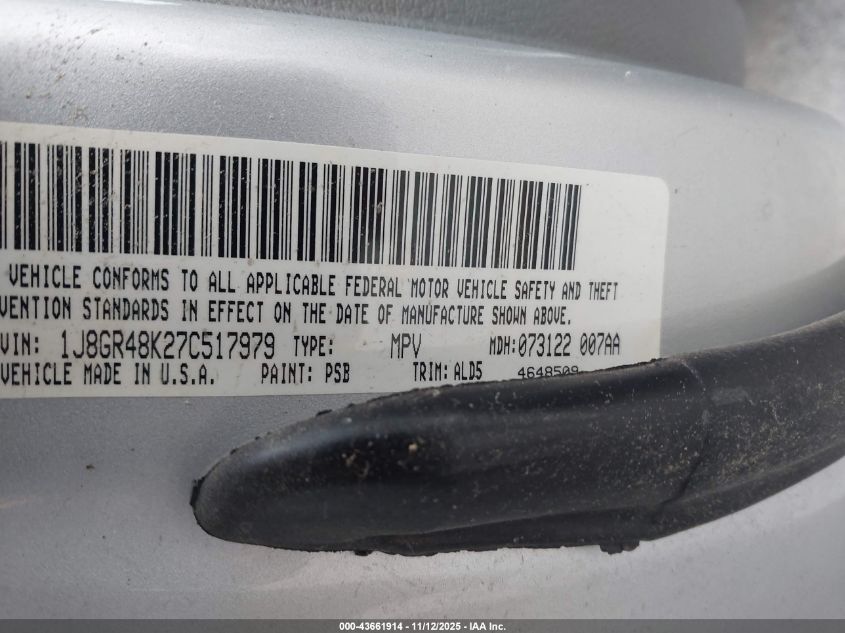 VEHICLE CONFORMS TO ALL APPLICABLE FEDERAL MOTOR VEHICLE SAFETY AND THEFT
VENTION STANDARDS IN EFFECT ON THE DATE OF MANUFACTURE SHOWN ABOVE.
VIN: 1J8GR48K27C517979 TYPE: MPV MDH:073122 007AA
VEHICLE MADE IN U.S.A. PAINT: PSB TRIM: ALD5 4648509
000-43661914 - 11/12/2025 - IAA Inc.